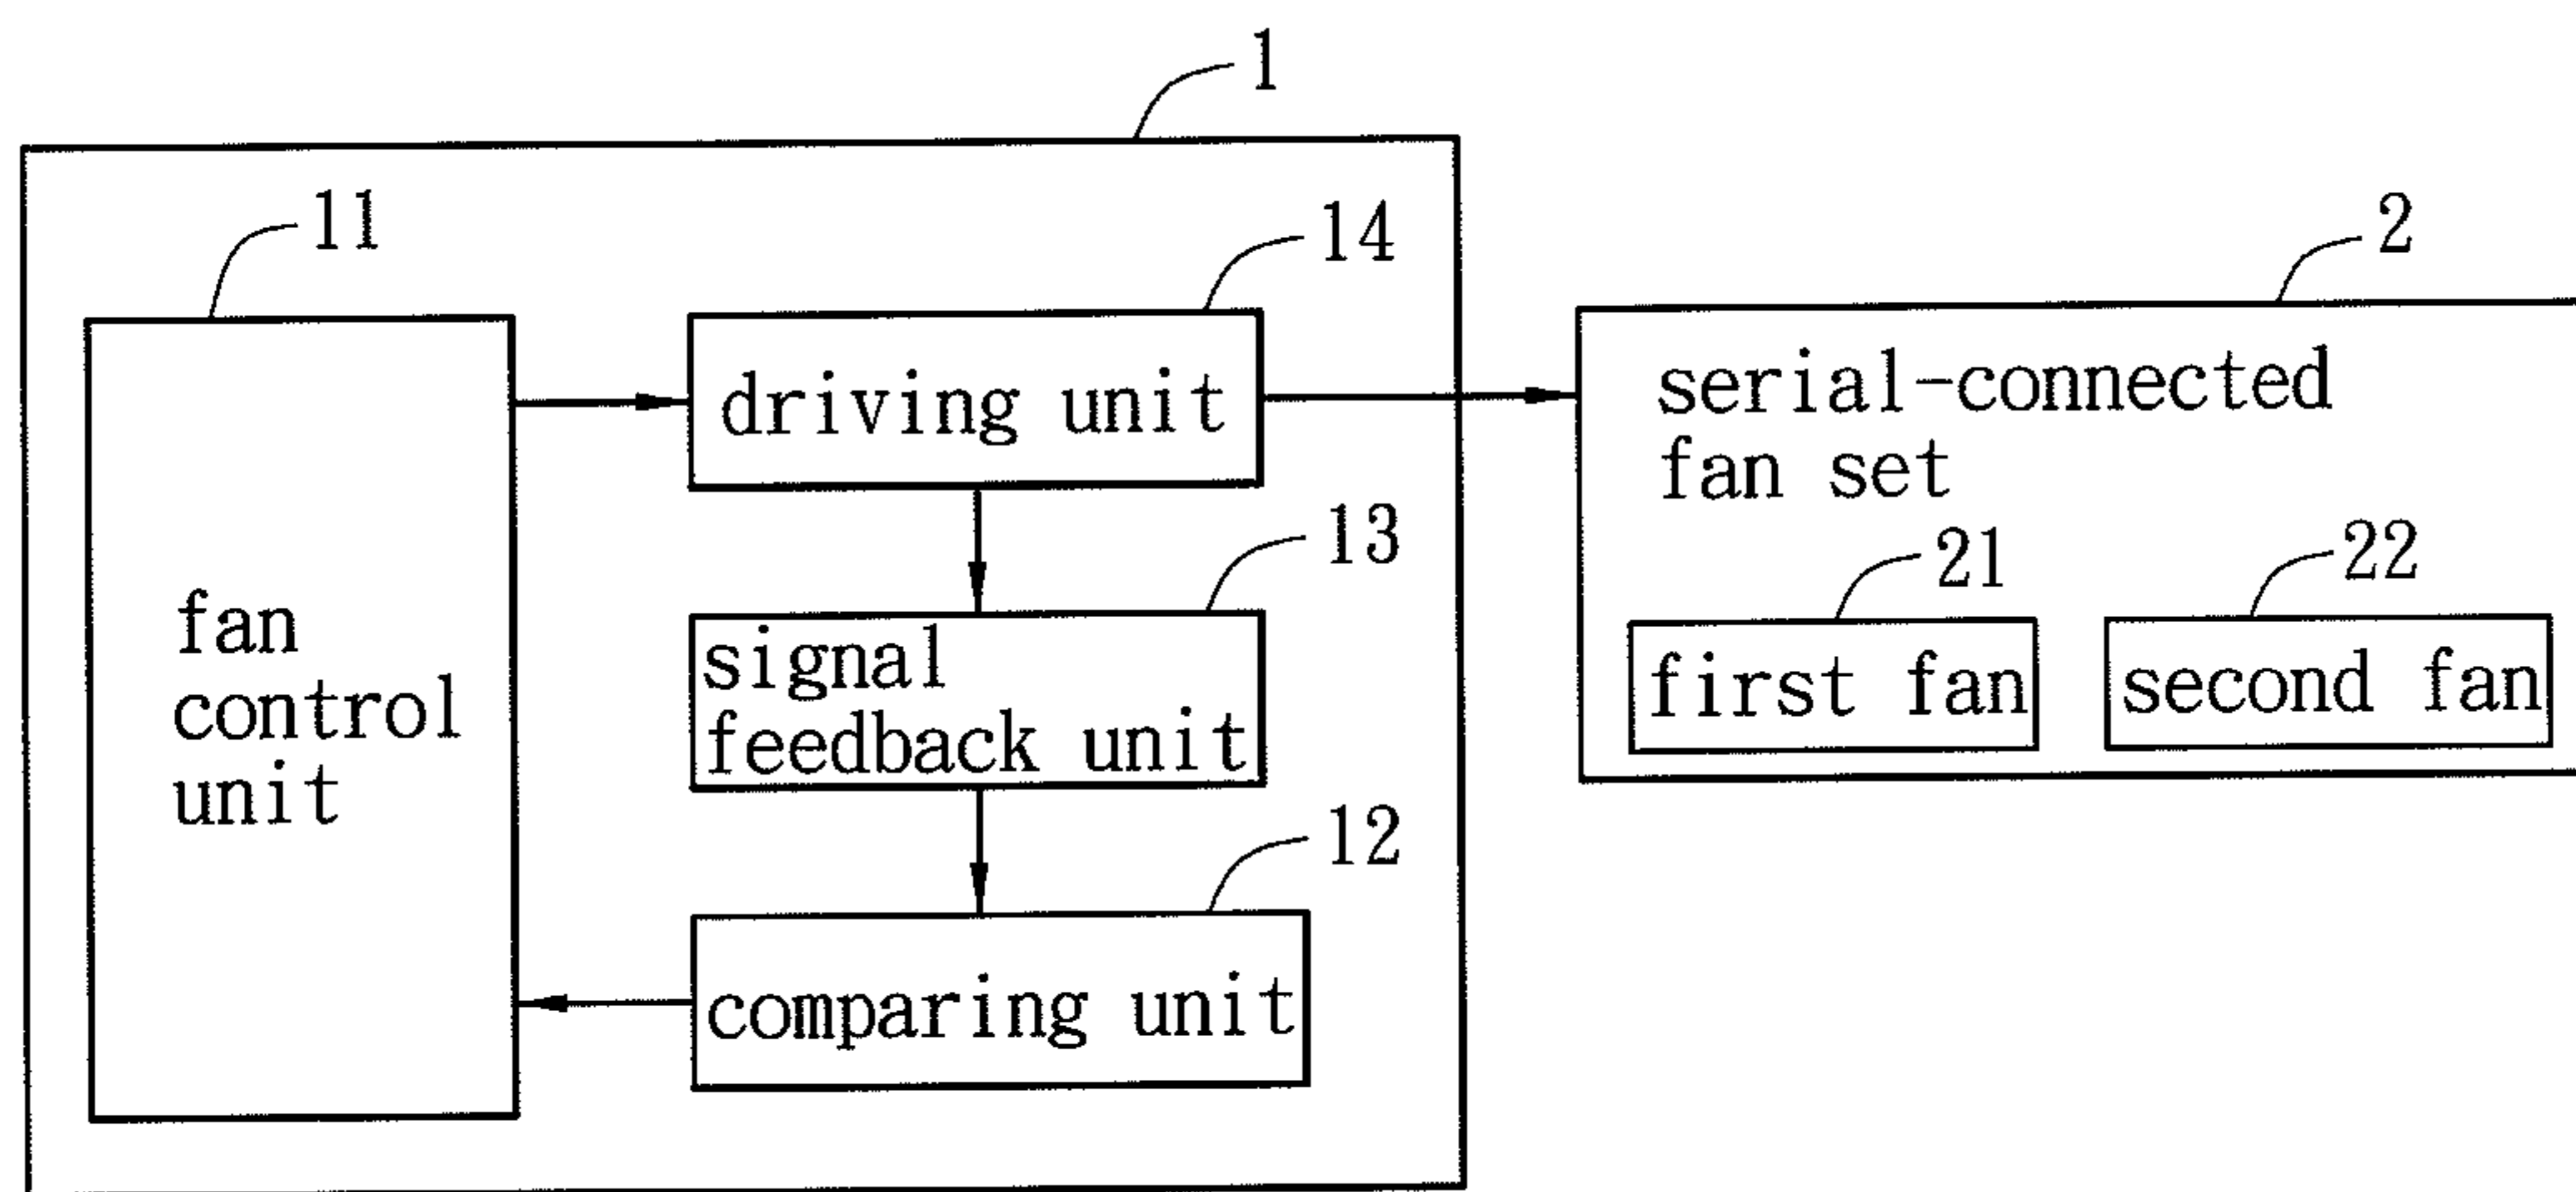 1
11
14
2
driving unit
serial-connected
fan set
13
21
22
fan
control
unit
signal
feedback unit
first fan
second fan
12
comparing unit